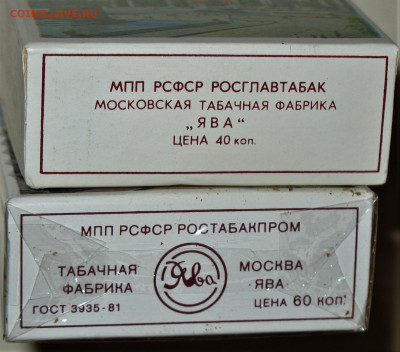 МПП РСФСР РОСГЛАВТАБАК
МОСКОВСКАЯ ТАБАЧНАЯ ФАБРИКА
„ЯВА“
ЦЕНА 40 КОП.
МПП РСФСР РОСТАБАКПРОМ
ТАБАЧНАЯ
ФАБРИКА
ГОСТ 3935-81
Ява
МОСКВА
·ЯВА·
ЦЕНА 60 КОП.